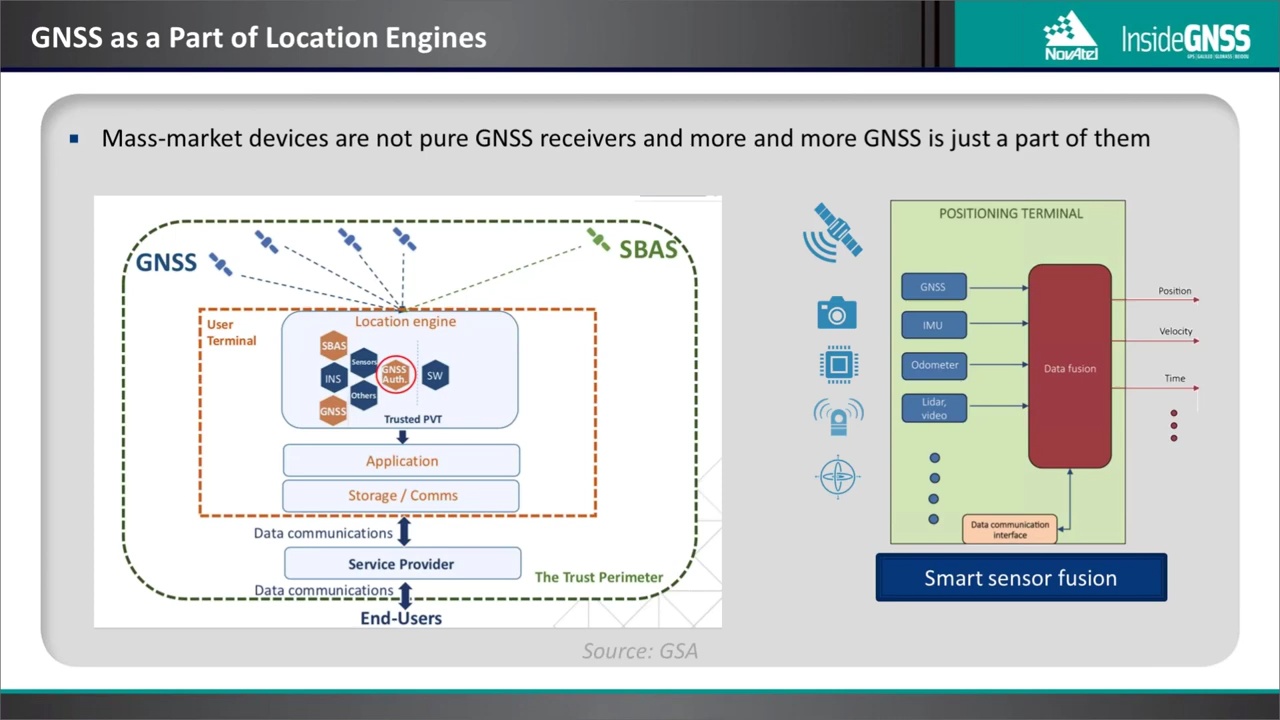 GNSS as a Part of Location Engines
NovAtel
InsideGNSS
GPS | GALILEO | GLONASS | BEIDOU
▪ Mass-market devices are not pure GNSS receivers and more and more GNSS is just a part of them
GNSS
SBAS
User
Terminal
Location engine
SBAS
INS
GNSS
Sensors
Others
GNSS
Auth.
SW
Trusted PVT
Application
Storage / Comms
Data communications
Service Provider
The Trust Perimeter
Data communications
End-Users
POSITIONING TERMINAL
GNSS
IMU
Odometer
Lidar,
video
Data fusion
Position
Velocity
Time
Data communication
interface
Smart sensor fusion
Source: GSA